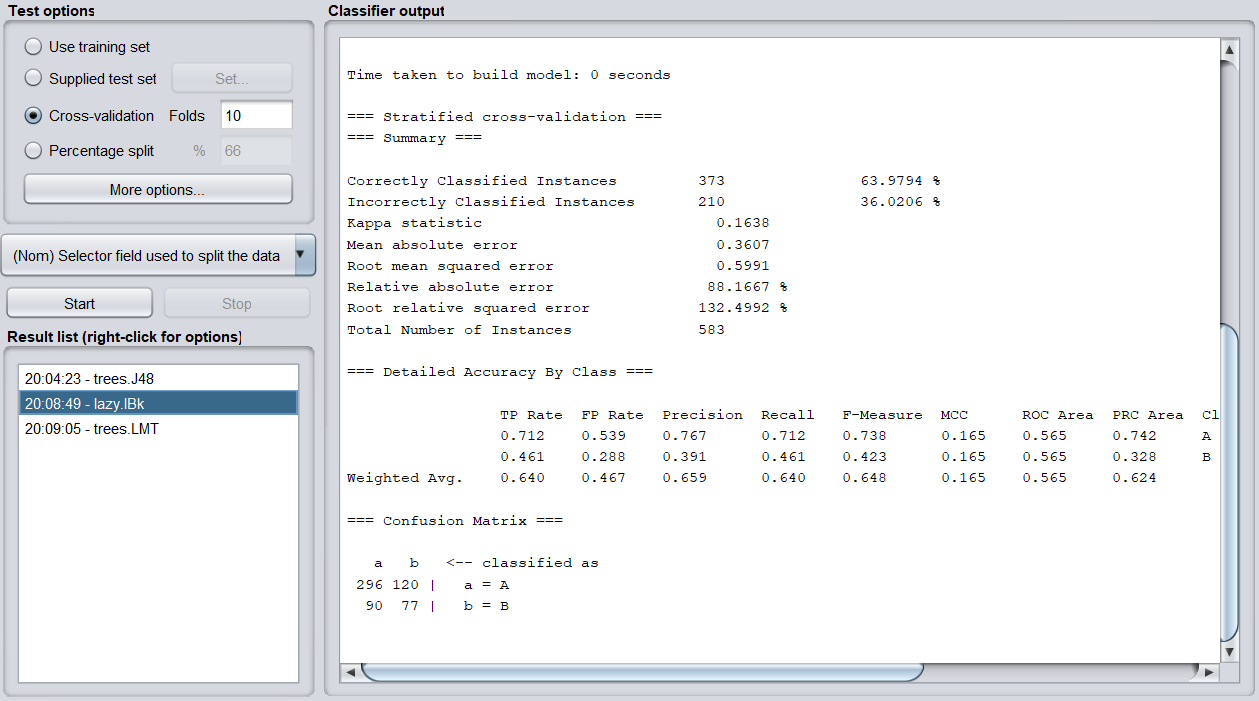 Test options
Use training set
Supplied test set Set...
Cross-validation Folds 10
Percentage split % 66
More options...
(Nom) Selector field used to split the data
Start Stop
Result list (right-click for options)
20:04:23 - trees.J48
20:08:49 - lazy.IBk
20:09:05 - trees.LMT
Classifier output
Time taken to build model: 0 seconds
=== Stratified cross-validation ===
=== Summary ===
Correctly Classified Instances 373 63.9794 %
Incorrectly Classified Instances 210 36.0206 %
Kappa statistic 0.1638
Mean absolute error 0.3607
Root mean squared error 0.5991
Relative absolute error 88.1667 %
Root relative squared error 132.4992 %
Total Number of Instances 583
=== Detailed Accuracy By Class ===
TP Rate FP Rate Precision Recall F-Measure MCC ROC Area PRC Area Cl
0.712 0.539 0.767 0.712 0.738 0.165 0.565 0.742 A
0.461 0.288 0.391 0.461 0.423 0.165 0.565 0.328 B
Weighted Avg. 0.640 0.467 0.659 0.640 0.648 0.165 0.565 0.624
=== Confusion Matrix ===
a b <-- classified as
296 120 | a = A
90 77 | b = B